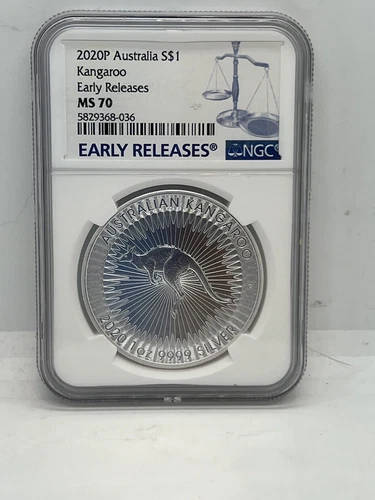 2020P Australia S$1
Kangaroo
Early Releases
MS 70
5829368-036
EARLY RELEASES® NGC®
AUSTRALIAN KANGAROO
2020 1oz 9999 SILVER